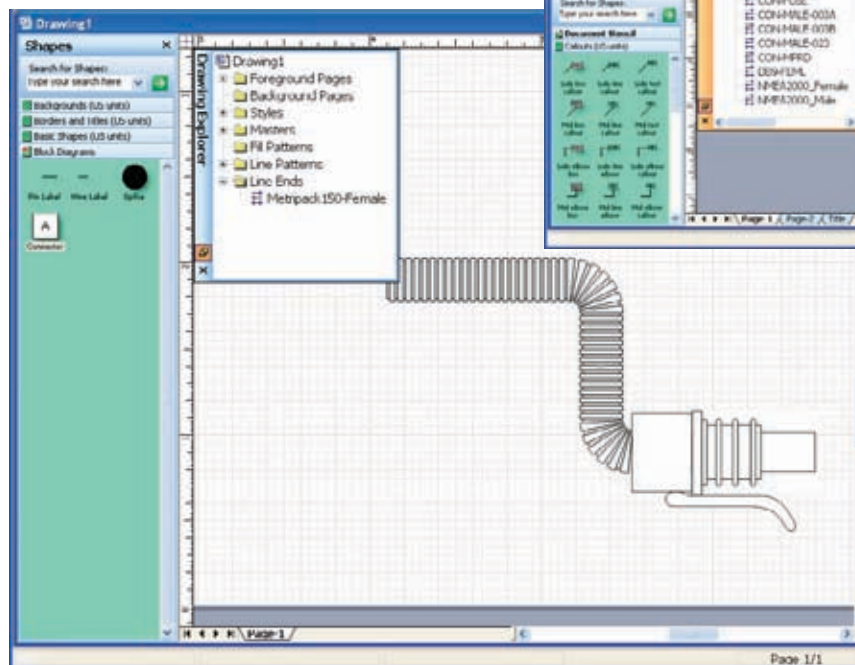 Drawing1
Shapes
Search for Shapes:
Type your search here
Backgrounds (US units)
Borders and Titles (US units)
Basic Shapes (US units)
Block Diagrams
Pin Label
Wire Label
Splice
A
Connector
Drawing Explorer
Drawing1
Foreground Pages
Background Pages
Styles
Masters
Fill Patterns
Line Patterns
Line Ends
Metripack150-Female
Page-1
Page 1/1
Search for Shapes:
Type your search here
Document Stencil
Callouts (US units)
CON-MALE-003A
CON-MALE-003B
CON-MALE-023
CON-MPRO
NMEA2000_Female
NMEA2000_Male
Page-1
Page-2
Title